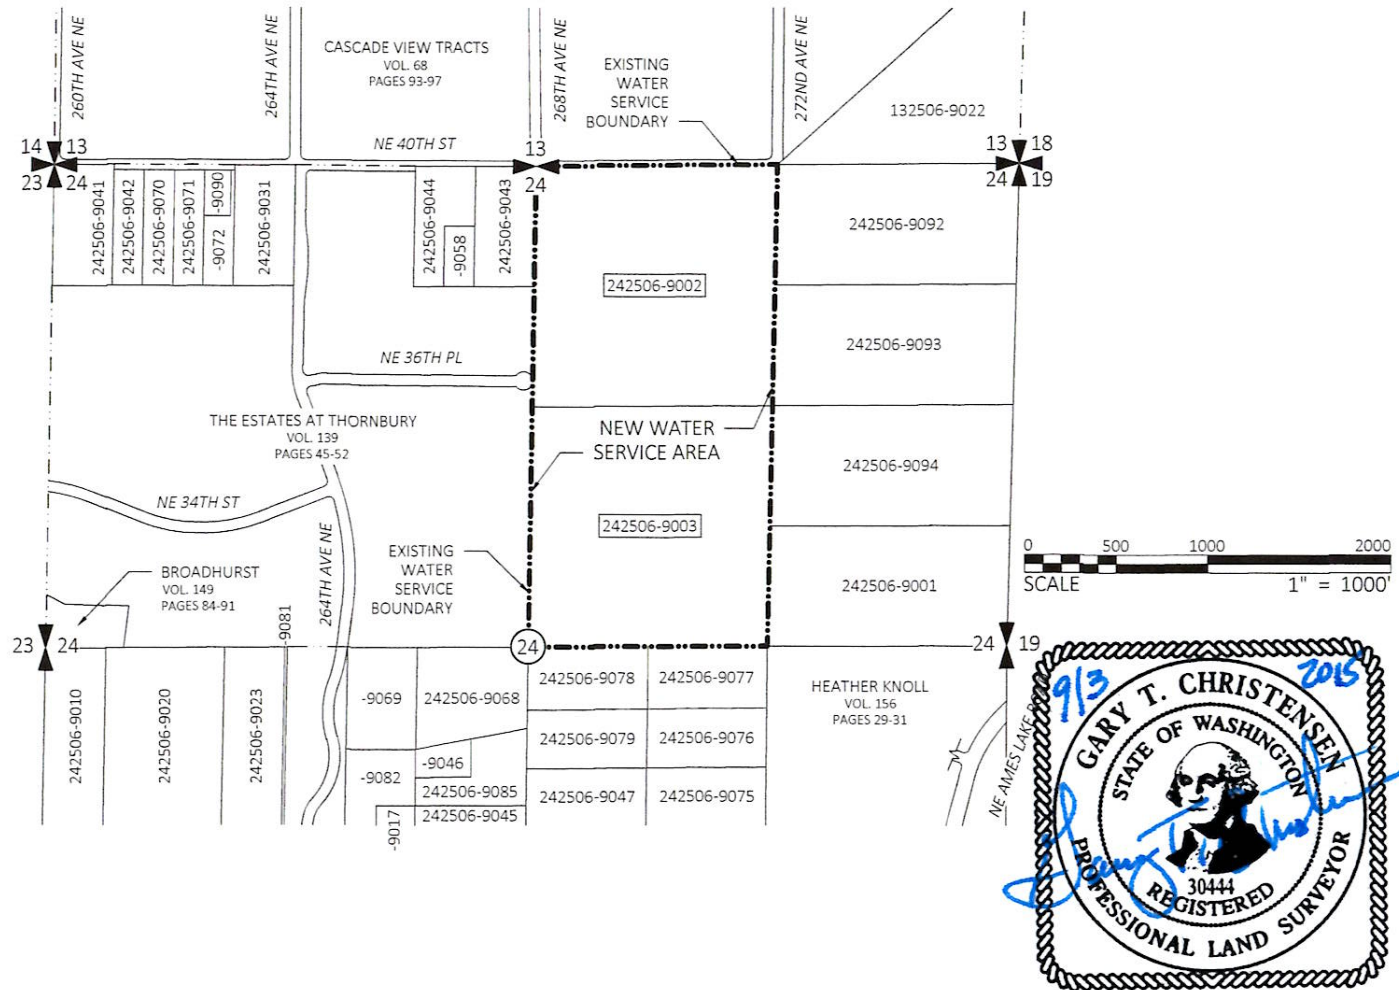 260TH AVE NE
264TH AVE NE
CASCADE VIEW TRACTS
VOL. 68
PAGES 93-97
268TH AVE NE
EXISTING
WATER
SERVICE
BOUNDARY
272ND AVE NE
132506-9022
NE 40TH ST
14 13
23 24
13
24
13 18
24 19
242506-9041
242506-9042
242506-9070
242506-9071
-9090
-9072
242506-9031
242506-9044
-9058
242506-9043
242506-9002
242506-9092
242506-9093
NE 36TH PL
THE ESTATES AT THORNBURY
VOL. 139
PAGES 45-52
NEW WATER
SERVICE AREA
242506-9094
NE 34TH ST
242506-9003
264TH AVE NE
EXISTING
WATER
SERVICE
BOUNDARY
BROADHURST
VOL. 149
PAGES 84-91
-9081
242506-9001
0 500 1000 2000
SCALE 1" = 1000'
23 24
24
24 19
242506-9010
242506-9020
242506-9023
-9069
242506-9068
242506-9078
242506-9077
HEATHER KNOLL
VOL. 156
PAGES 29-31
-9082
-9046
242506-9079
242506-9076
242506-9085
242506-9047
242506-9075
-9017
242506-9045
NE AMES LAKE
9/3 2015
GARY T. CHRISTENSEN
STATE OF WASHINGTON
30444
REGISTERED
PROFESSIONAL LAND SURVEYOR